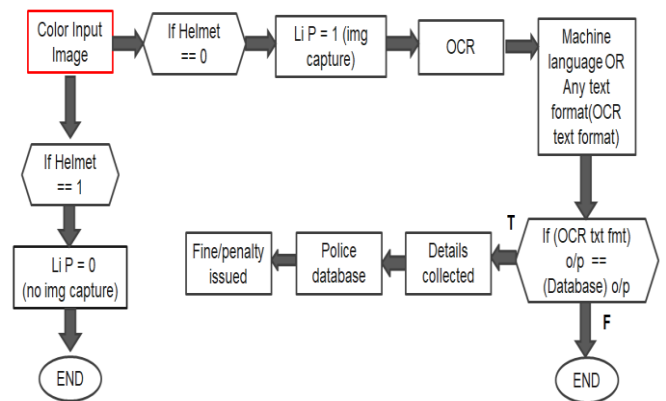 Color Input
Image
If Helmet
== 0
Li P = 1 (img
capture)
OCR
Machine
language OR
Any text
format(OCR
text format)
If Helmet
== 1
Li P = 0
(no img capture)
END
T
If (OCR txt fmt)
o/p ==
(Database) o/p
Details
collected
Police
database
Fine/penalty
issued
F
END